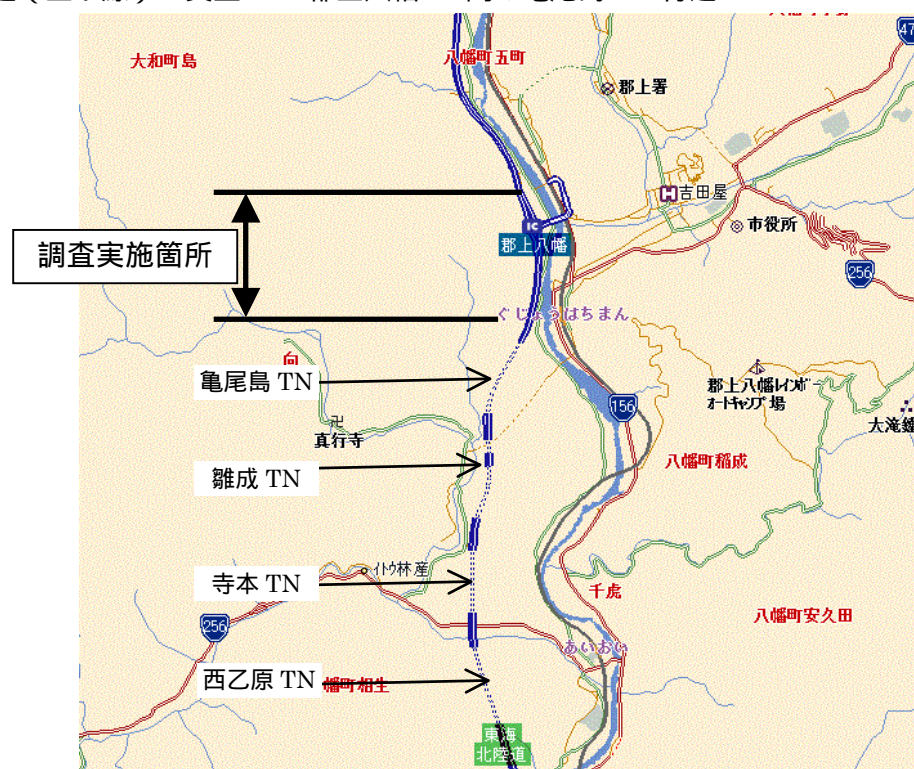 大和町島
八幡町五町
郡上署
吉田屋
市役所
IC
郡上八幡
256
調査実施箇所
ぐじょうはちまん
向
亀尾島 TN
真行寺
郡上八幡レインボー
オートキャンプ場
156
大滝鍾
雛成 TN
八幡町稲成
イトウ林産
寺本 TN
千虎
八幡町安久田
256
あいおい
西乙原 TN
幡町相生
東海
北陸道